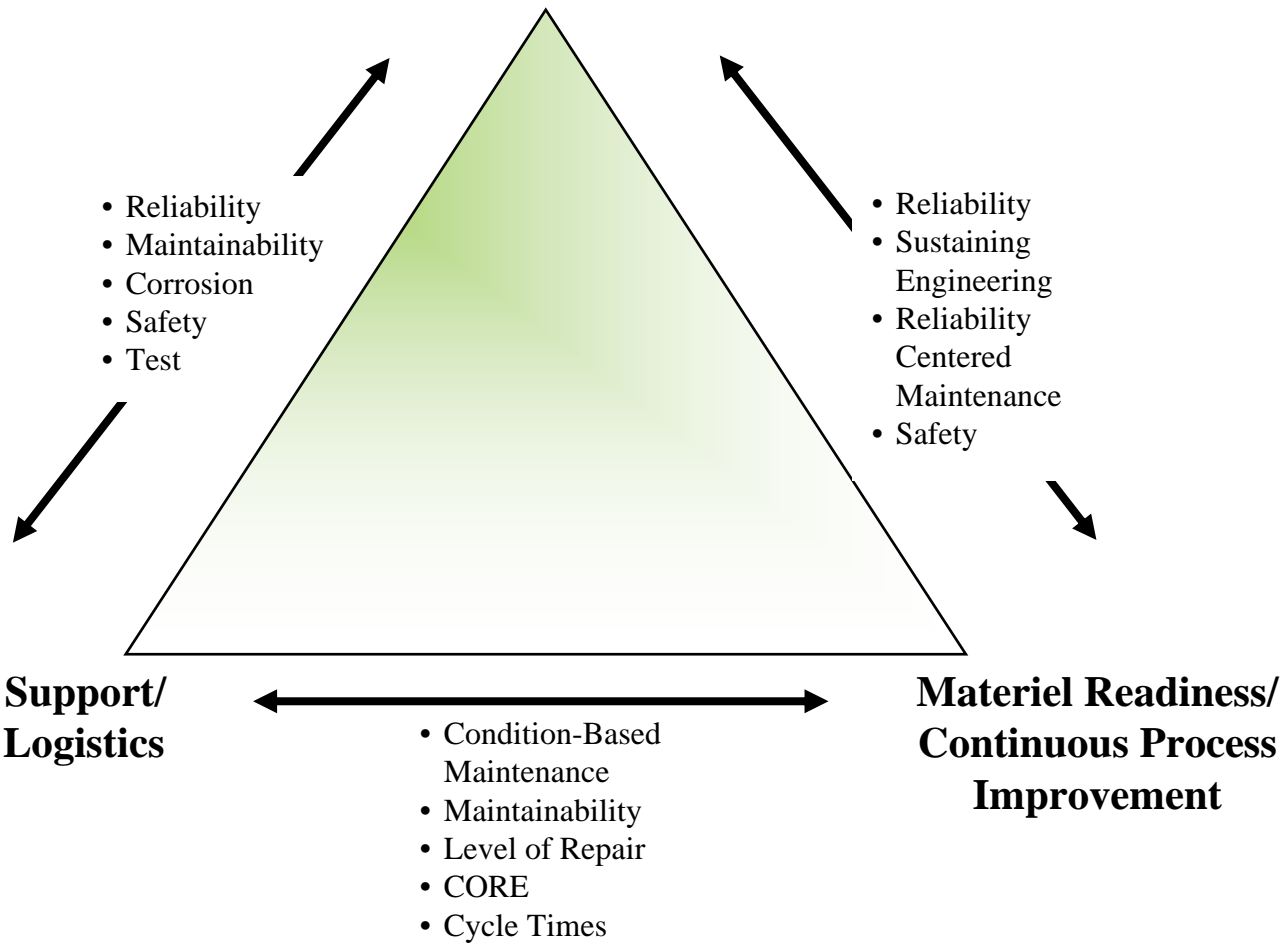 • Reliability
• Maintainability
• Corrosion
• Safety
• Test
• Reliability
• Sustaining
Engineering
• Reliability
Centered
Maintenance
• Safety
Support/
Logistics
• Condition-Based
Maintenance
• Maintainability
• Level of Repair
• CORE
• Cycle Times
Materiel Readiness/
Continuous Process
Improvement